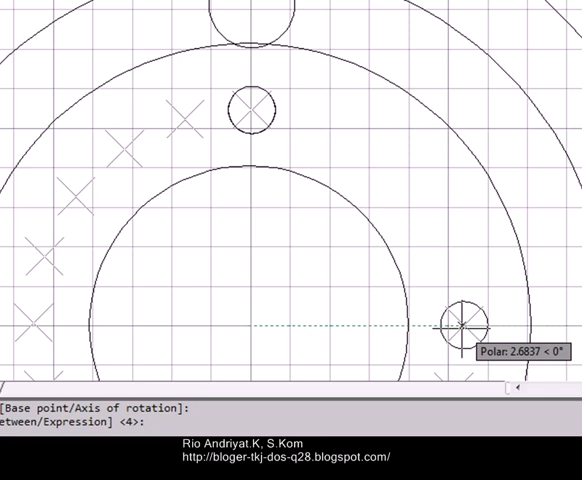 Polar: 2.6837 < 0°
[Base point/Axis of rotation]:
etween/Expression] <4>:
Rio Andriyat.K, S.Kom
http://bloger-tkj-dos-q28.blogspot.com/